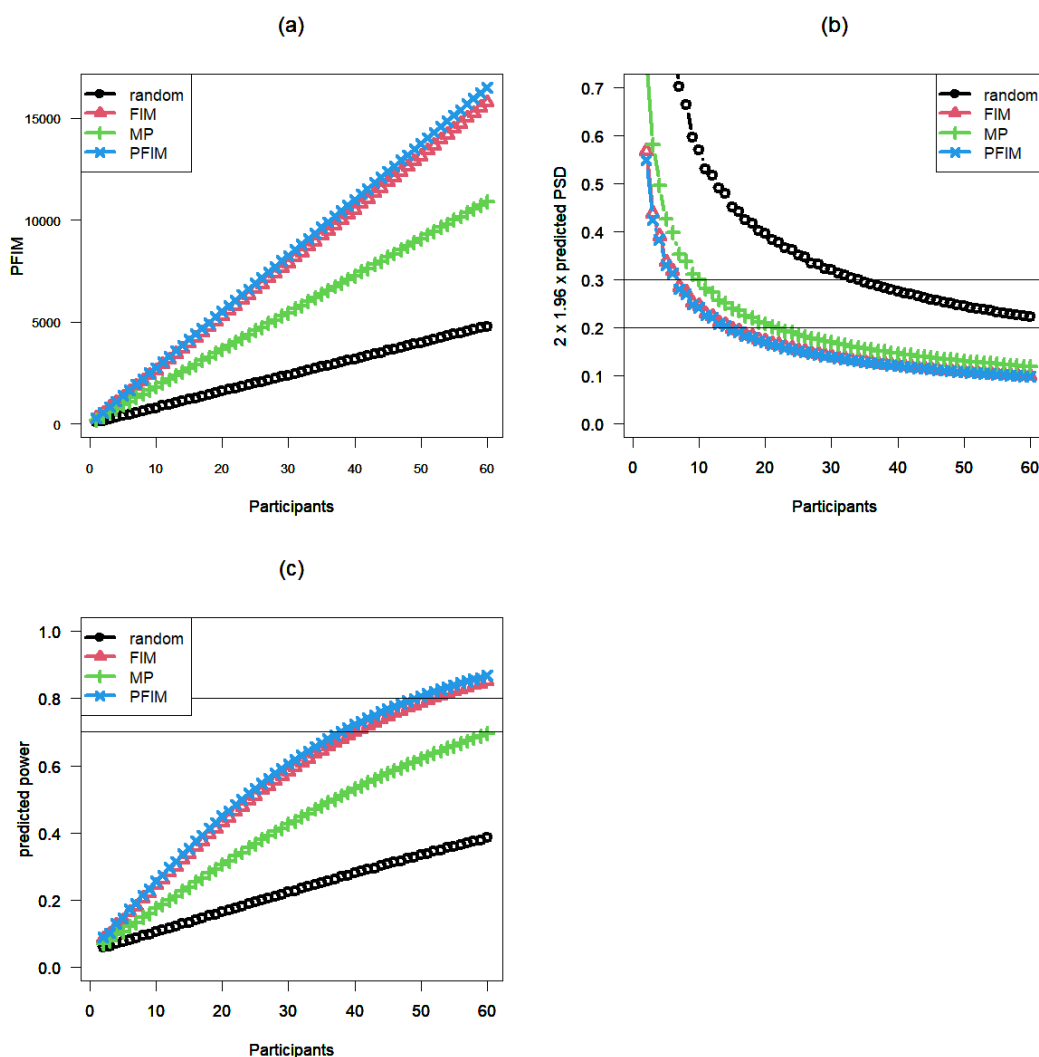 (a)
random
FIM
MP
PFIM
15000
10000
5000
0
PFIM
0 10 20 30 40 50 60
Participants
(b)
random
FIM
MP
PFIM
0.7
0.6
0.5
0.4
0.3
0.2
0.1
0.0
2 x 1.96 x predicted PSD
0 10 20 30 40 50 60
Participants
(c)
random
FIM
MP
PFIM
1.0
0.8
0.6
0.4
0.2
0.0
predicted power
0 10 20 30 40 50 60
Participants